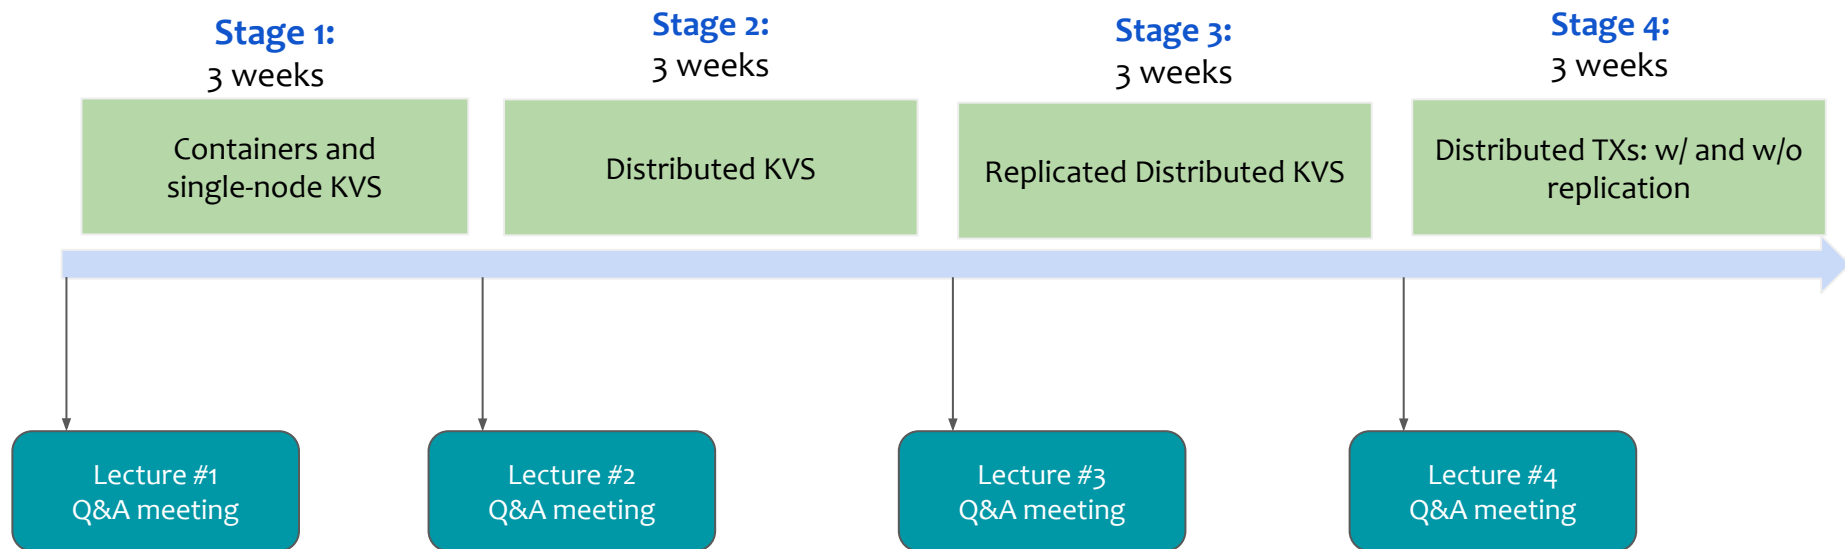 Stage 1:
3 weeks
Stage 2:
3 weeks
Stage 3:
3 weeks
Stage 4:
3 weeks
Containers and
single-node KVS
Distributed KVS
Replicated Distributed KVS
Distributed TXs: w/ and w/o
replication
Lecture #1
Q&A meeting
Lecture #2
Q&A meeting
Lecture #3
Q&A meeting
Lecture #4
Q&A meeting